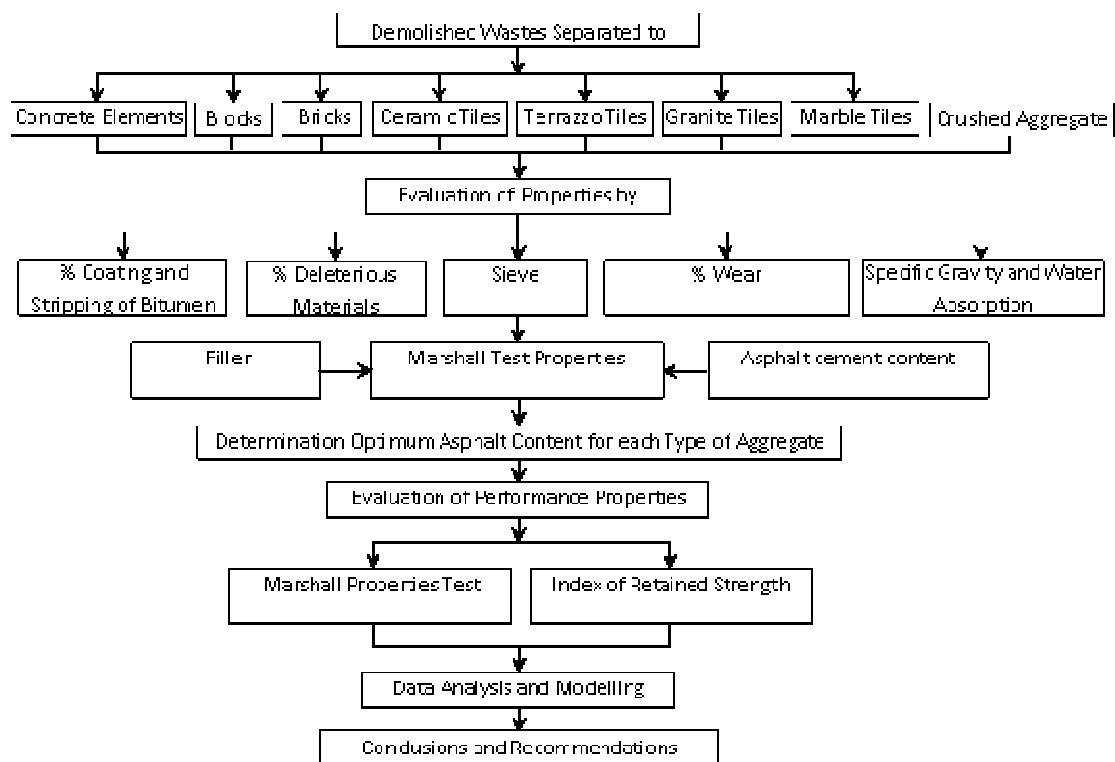 Demolished Wastes Separated to
Concrete Elements
Blocks
Bricks
Ceramic Tiles
Terrazzo Tiles
Granite Tiles
Marble Tiles
Crushed Aggregate
Evaluation of Properties by
% Coating and
Stripping of Bitumen
% Deleterious
Materials
Sieve
% Wear
Specific Gravity and Water
Absorption
Filler
Marshall Test Properties
Asphalt cement content
Determination Optimum Asphalt Content for each Type of Aggregate
Evaluation of Performance Properties
Marshall Properties Test
Index of Retained Strength
Data Analysis and Modelling
Conclusions and Recommendations